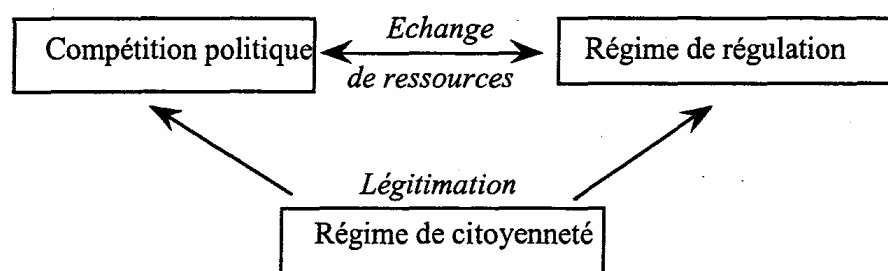 Echange
Compétition politique
Régime de régulation
de ressources
Légitimation
Régime de citoyenneté